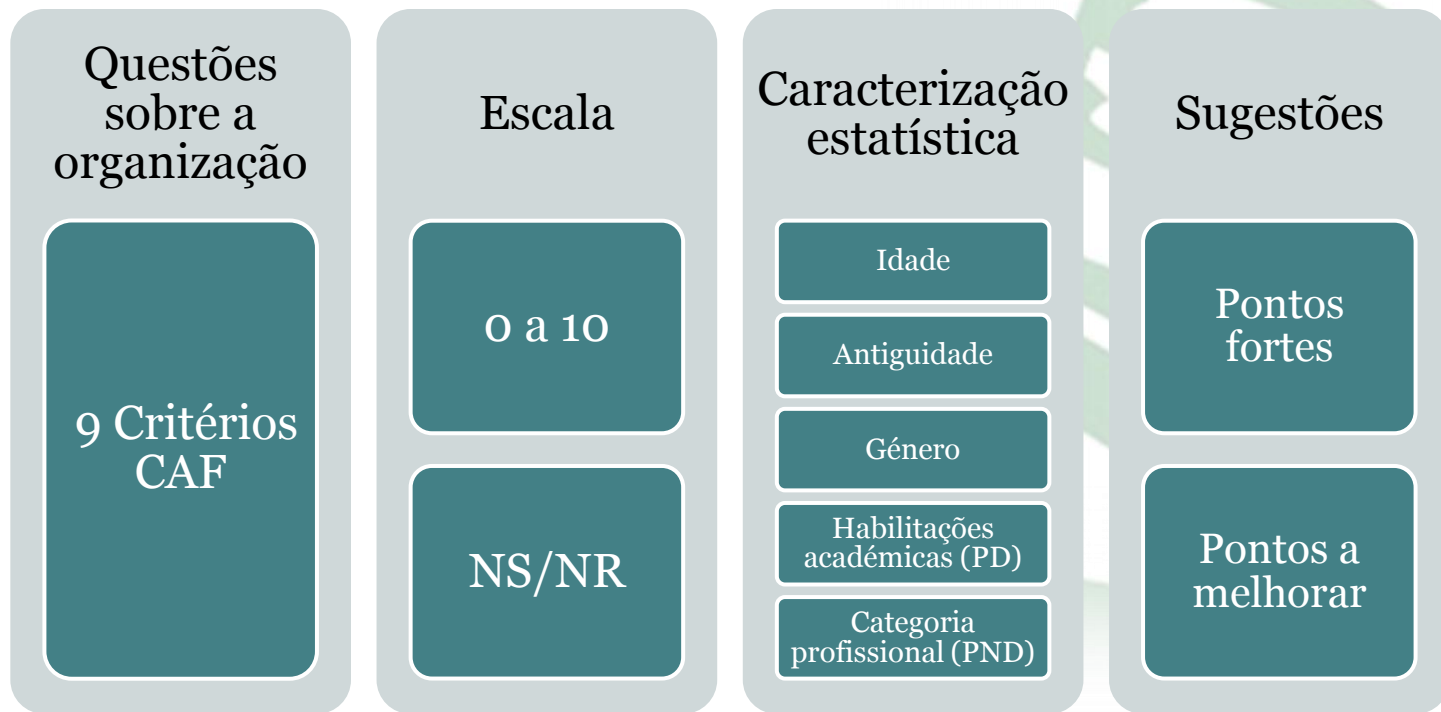 Questões
sobre a
organização
9 Critérios
CAF
Escala
0 a 10
NS/NR
Caracterização
estatística
Idade
Antiguidade
Género
Habilitações
académicas (PD)
Categoria
profissional (PND)
Sugestões
Pontos
fortes
Pontos a
melhorar